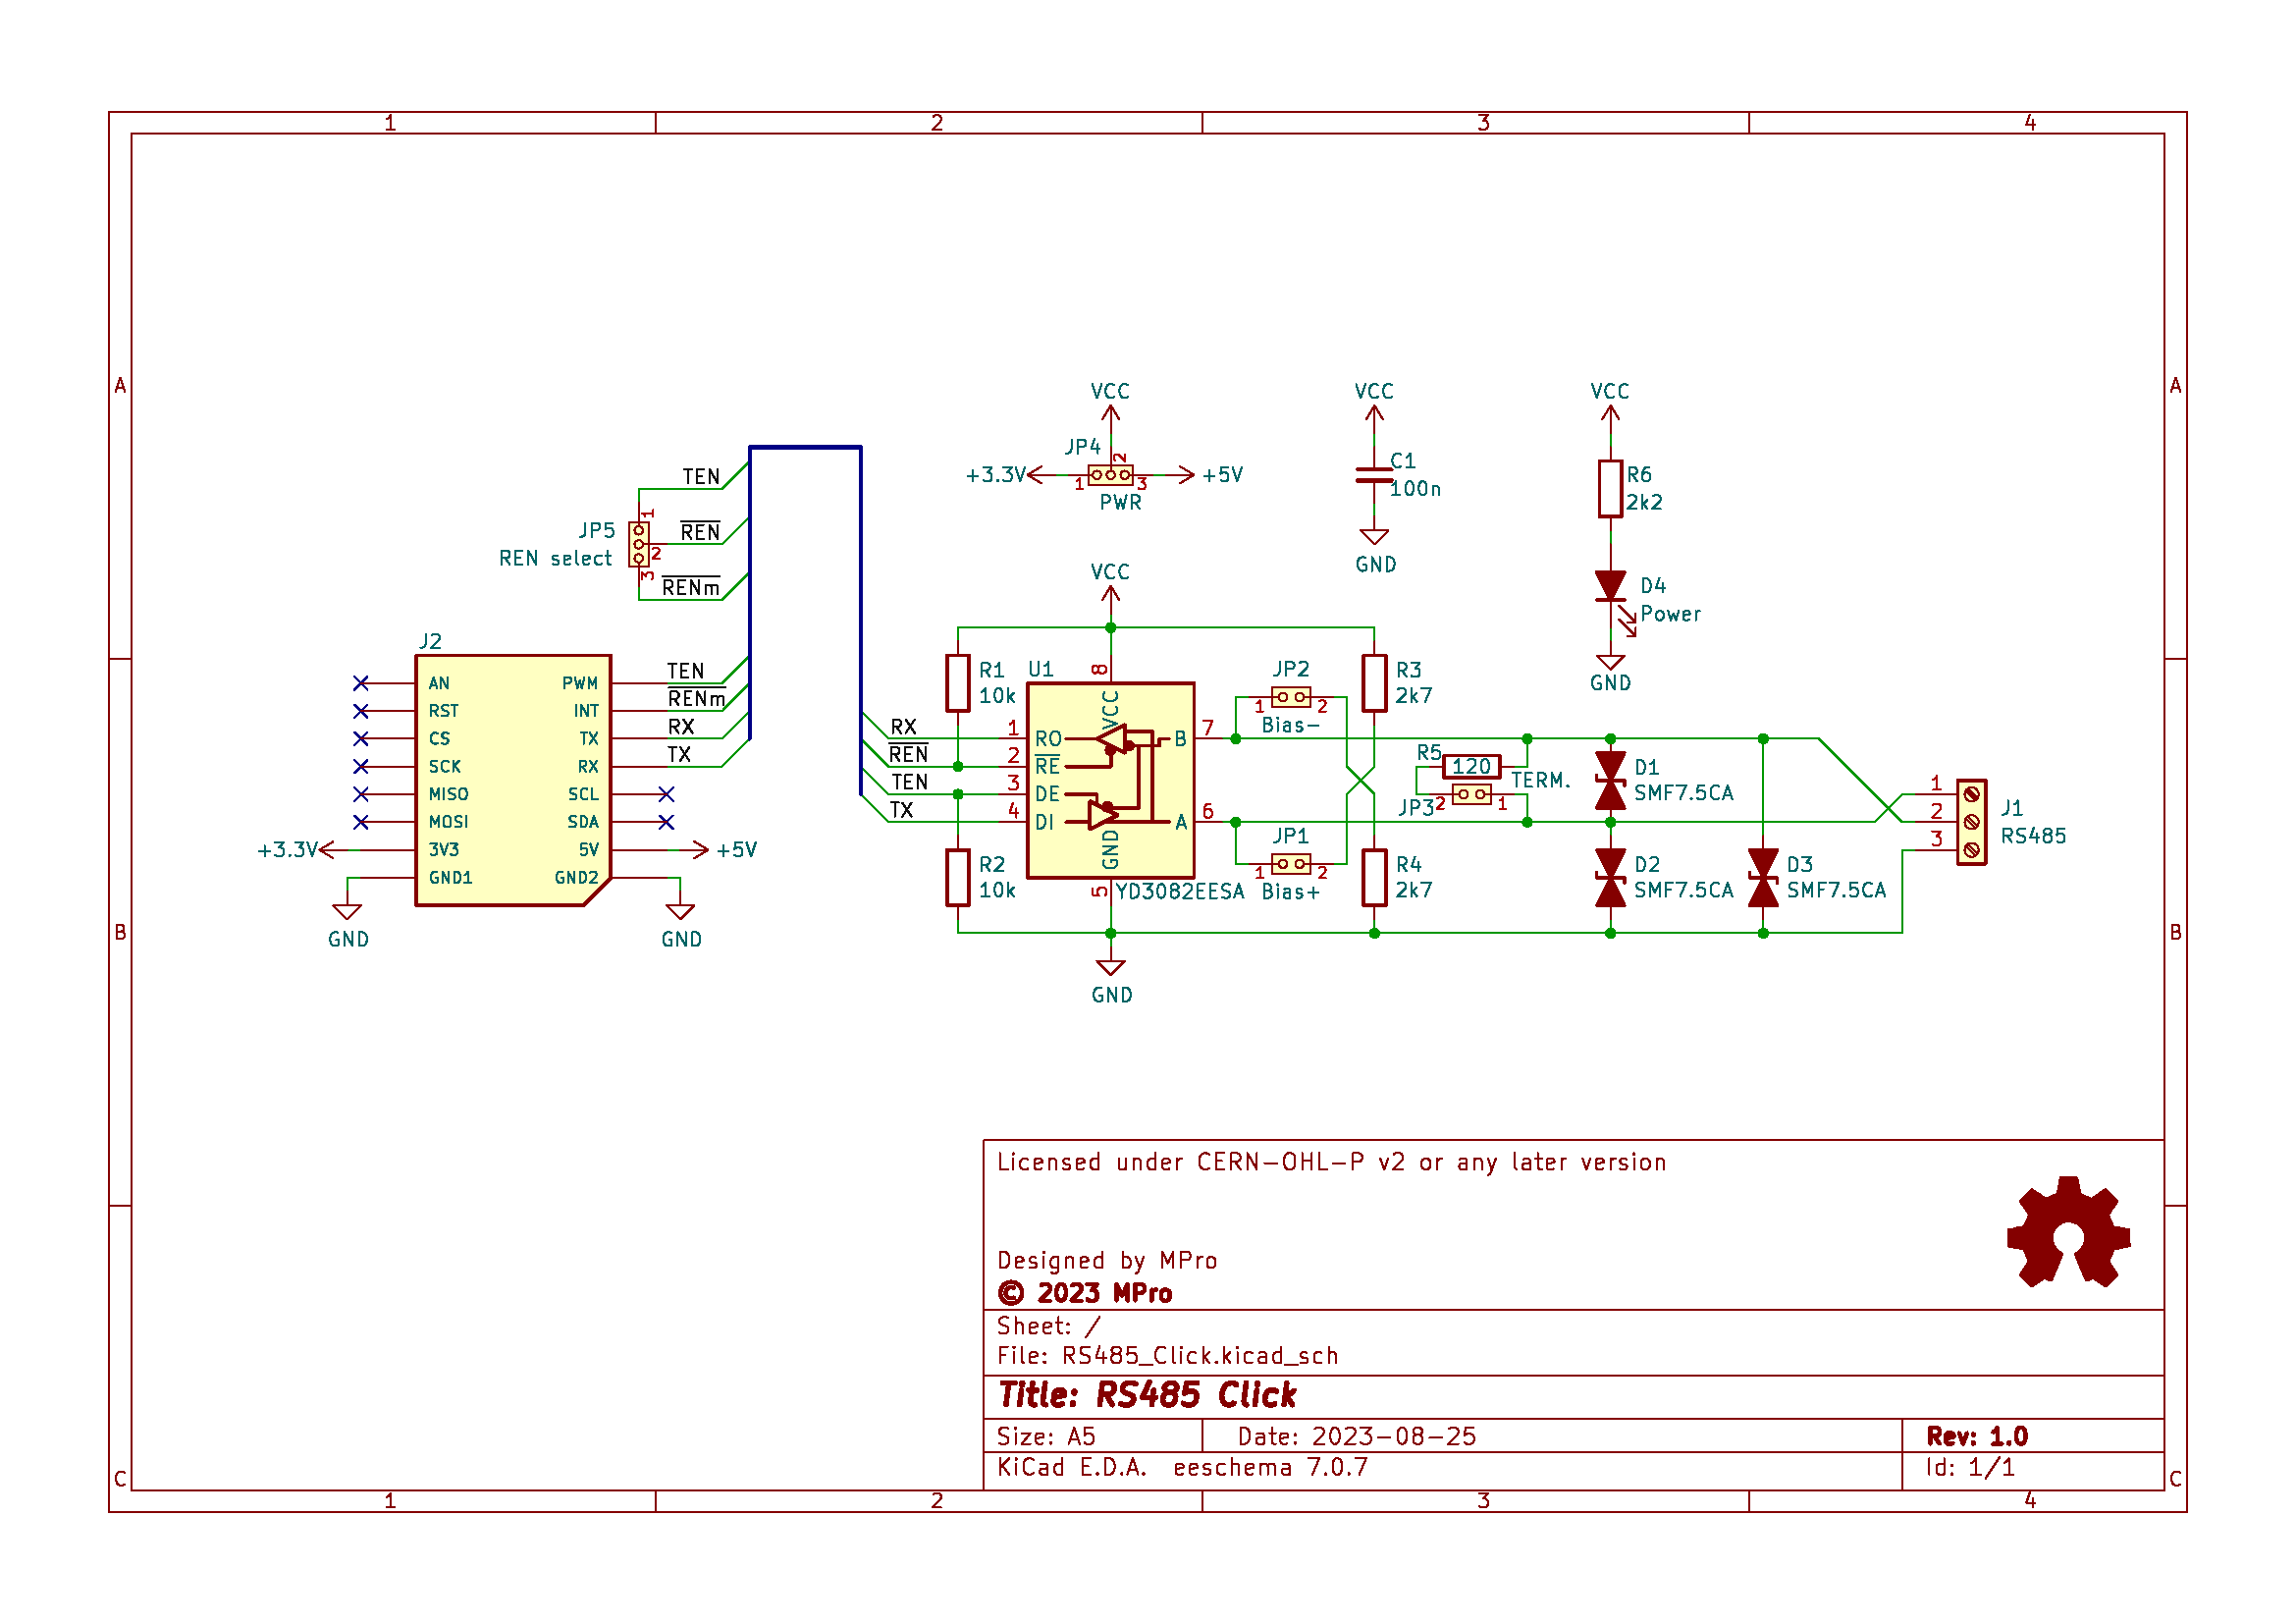 1 2 3 4
A A
VCC VCC VCC
JP4 2
+3.3V 1 3 +5V
PWR
C1
100n
GND
R6
2k2
D4
Power
GND
TEN
1
JP5 REN
REN select 2
3 RENm
VCC
J2
AN PWM TEN
RST INT RENm
CS TX RX
SCK RX TX
MISO SCL
MOSI SDA
+3.3V 3V3 5V +5V
GND1 GND2
GND GND
R1
10k
U1 8
VCC
RX 1 RO B 7
REN 2 RE
TEN 3 DE
TX 4 DI A 6
GND
5 YD3082EESA
R2
10k
GND
JP2
1 2
Bias-
R3
2k7
JP1
1 2
Bias+
R4
2k7
R5 120
TERM.
JP3 2 1
D1
SMF7.5CA
D2
SMF7.5CA
D3
SMF7.5CA
1
2
3
J1
RS485
B B
Licensed under CERN-OHL-P v2 or any later version
Designed by MPro
© 2023 MPro
Sheet: /
File: RS485_Click.kicad_sch
Title: RS485 Click
Size: A5 Date: 2023-08-25 Rev: 1.0
KiCad E.D.A. eeschema 7.0.7 Id: 1/1
C C
1 2 3 4